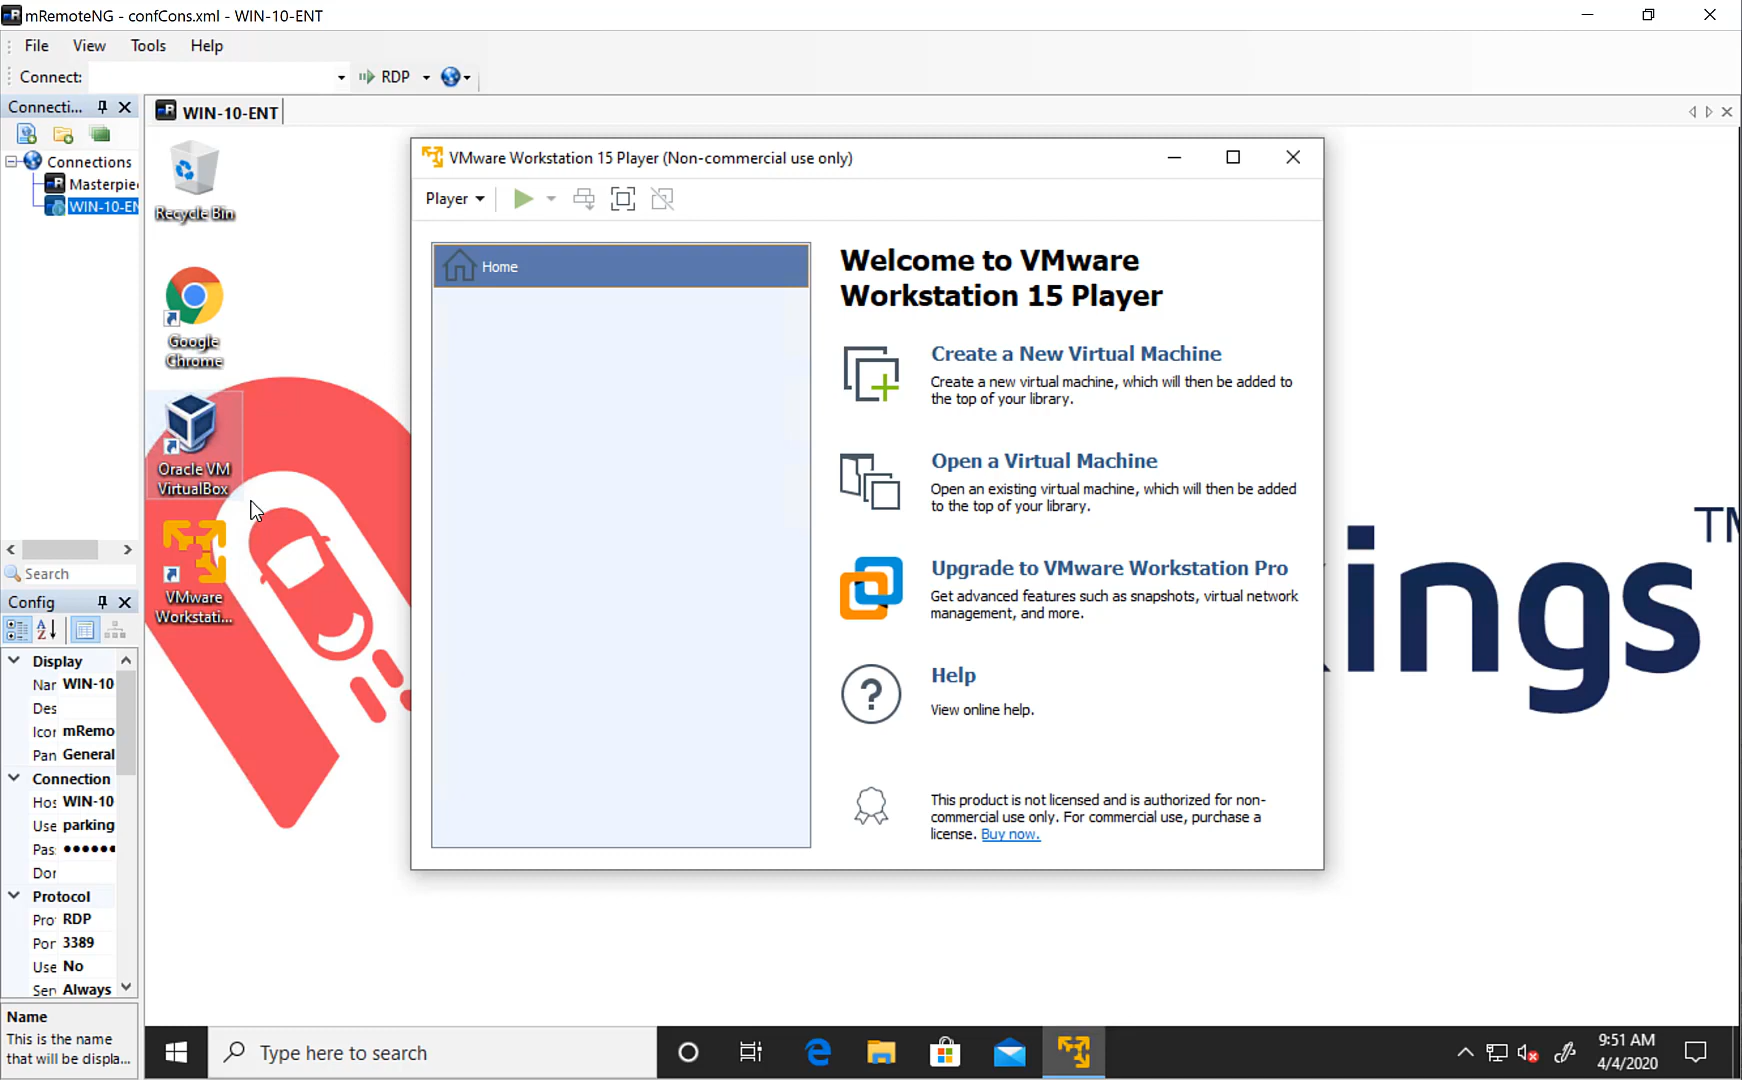 mRemoteNG - confCons.xml - WIN-10-ENT
File View Tools Help
Connect: RDP
Connecti...
WIN-10-ENT
Connections
Masterpie
WIN-10-EN
Search
Config
Display
Nar WIN-10
Des
Icor mRemo
Pan General
Connection
Hos WIN-10
Use parking
Pas ●●●●●●
Dor
Protocol
Pro RDP
Por 3389
Use No
Ser Always
Name
This is the name
that will be displa...
Recycle Bin
Google
Chrome
Oracle VM
VirtualBox
VMware
Workstati...
VMware Workstation 15 Player (Non-commercial use only)
Player
Home
Welcome to VMware
Workstation 15 Player
Create a New Virtual Machine
Create a new virtual machine, which will then be added to
the top of your library.
Open a Virtual Machine
Open an existing virtual machine, which will then be added
to the top of your library.
Upgrade to VMware Workstation Pro
Get advanced features such as snapshots, virtual network
management, and more.
Help
View online help.
This product is not licensed and is authorized for non-
commercial use only. For commercial use, purchase a
license. Buy now.
ings
TM
Type here to search
9:51 AM
4/4/2020